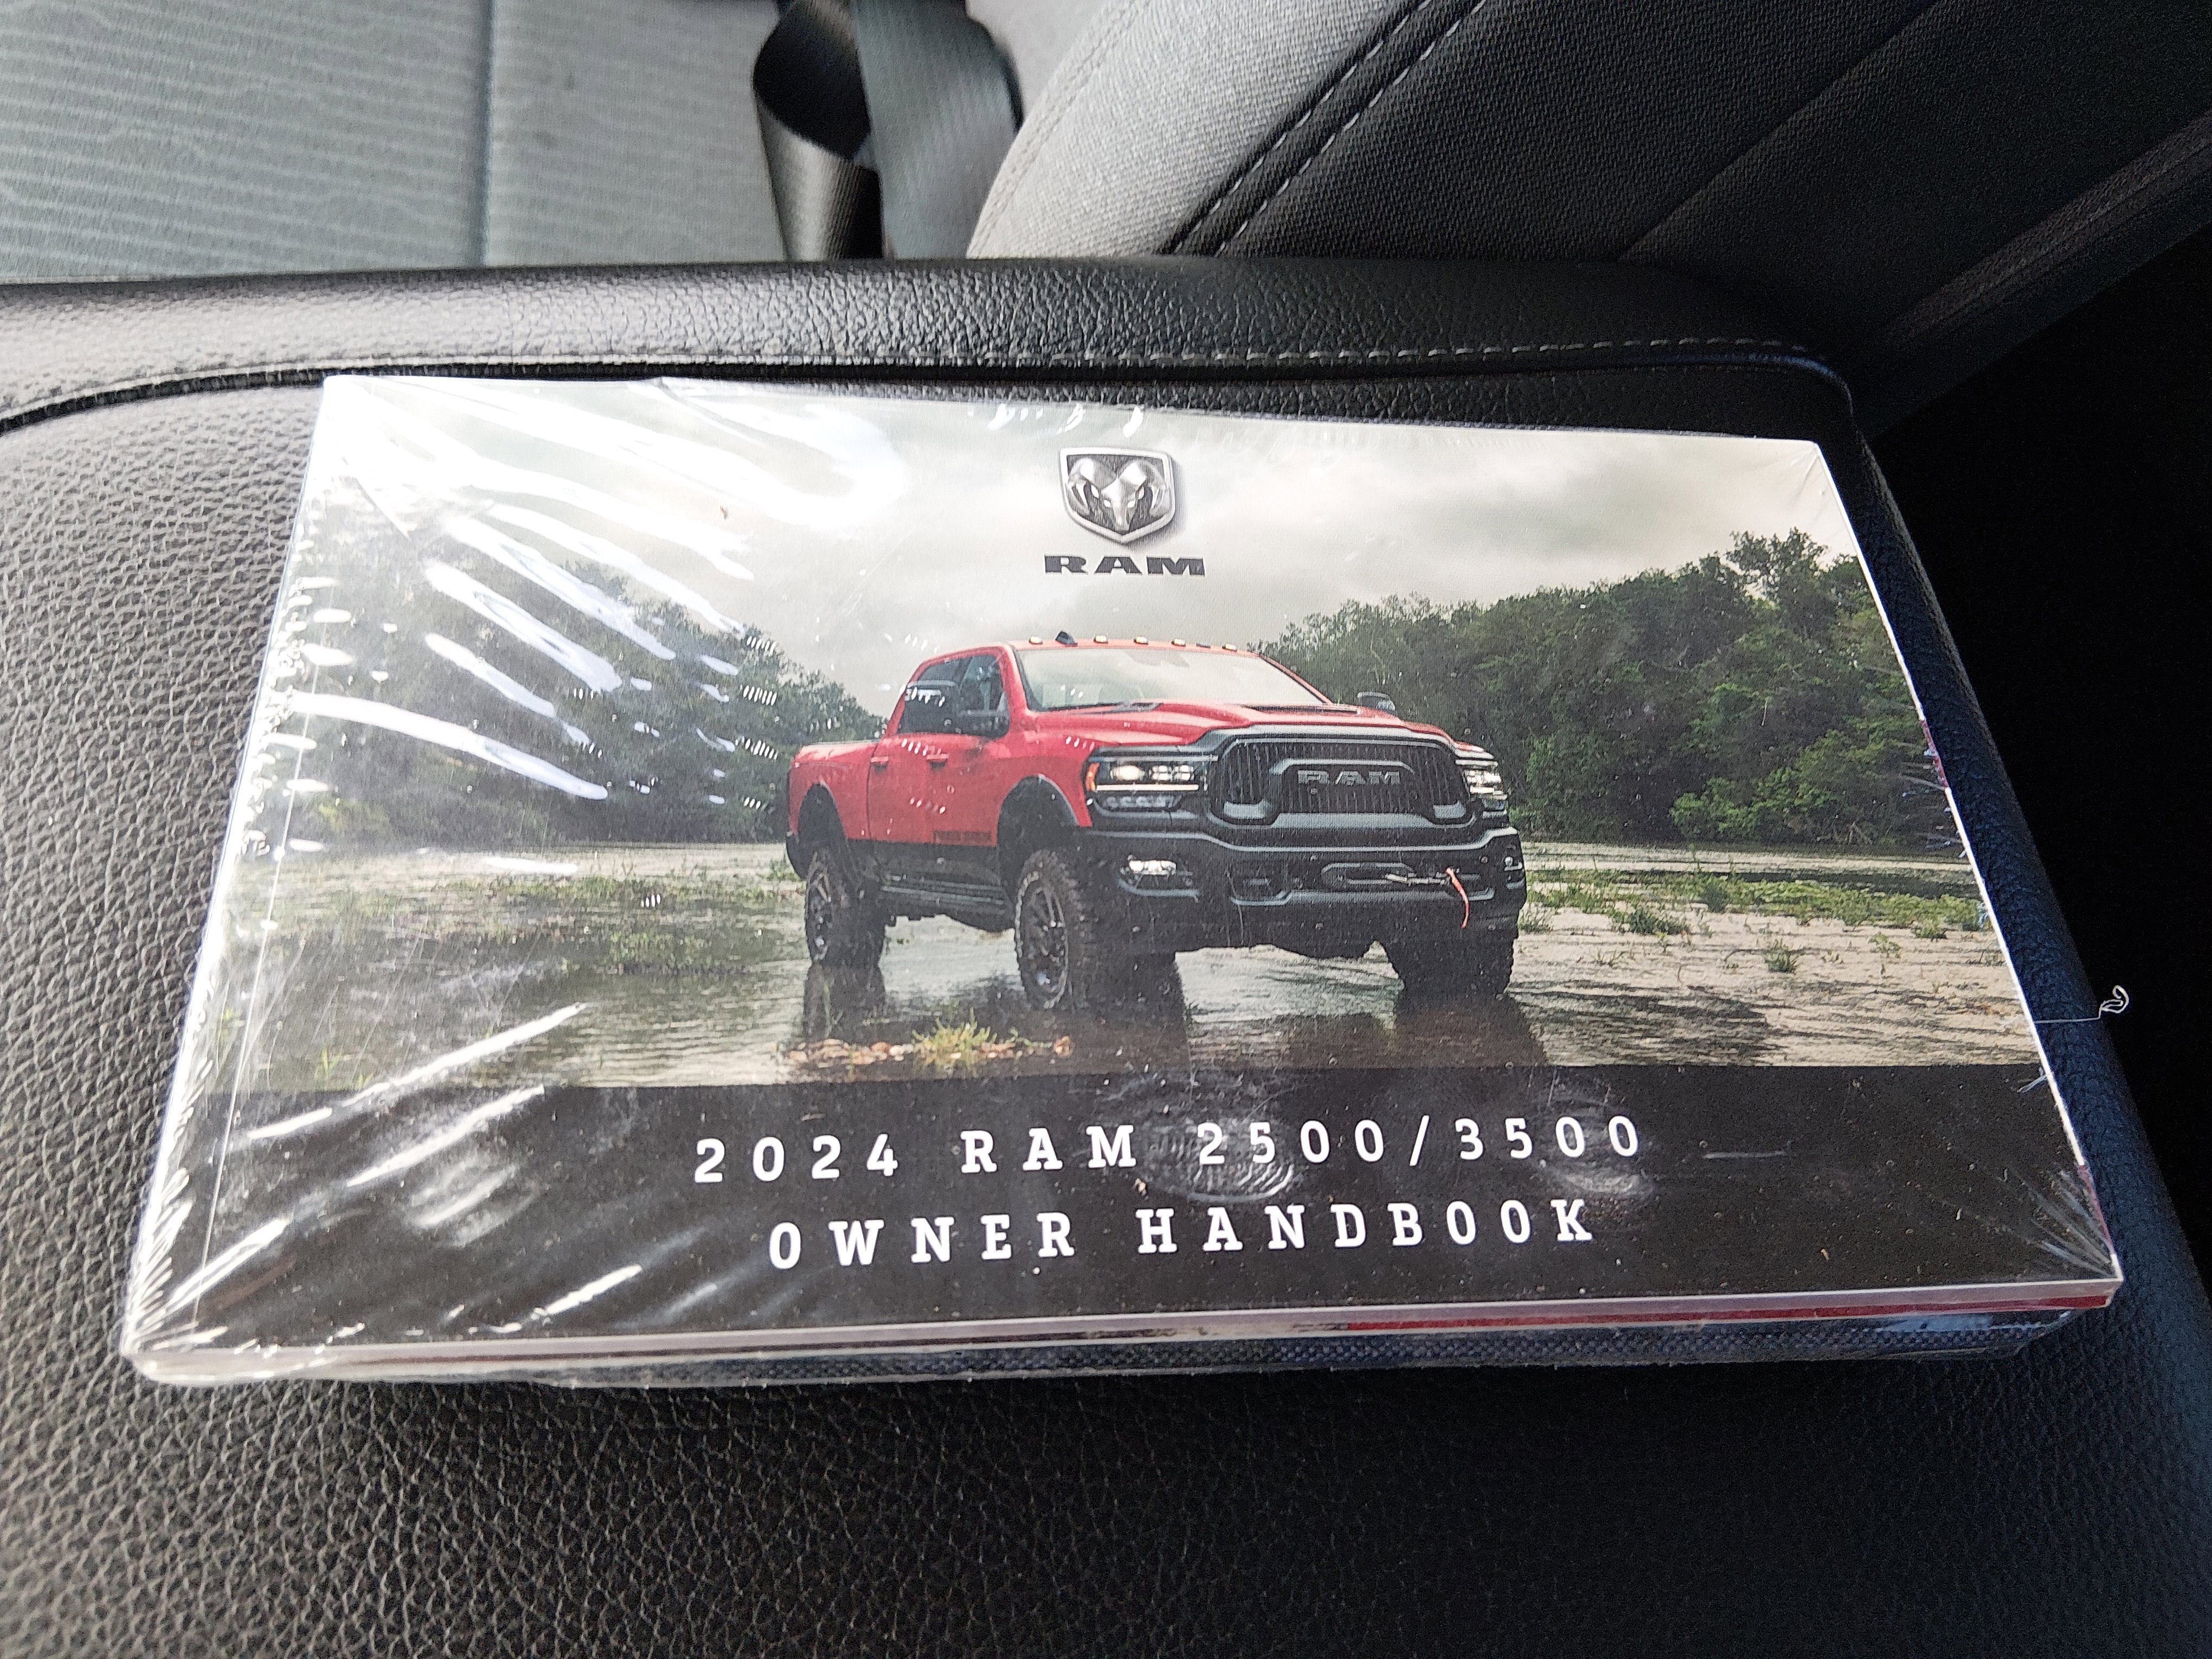 RAM
RAM
2024 RAM 2500/3500
OWNER HANDBOOK